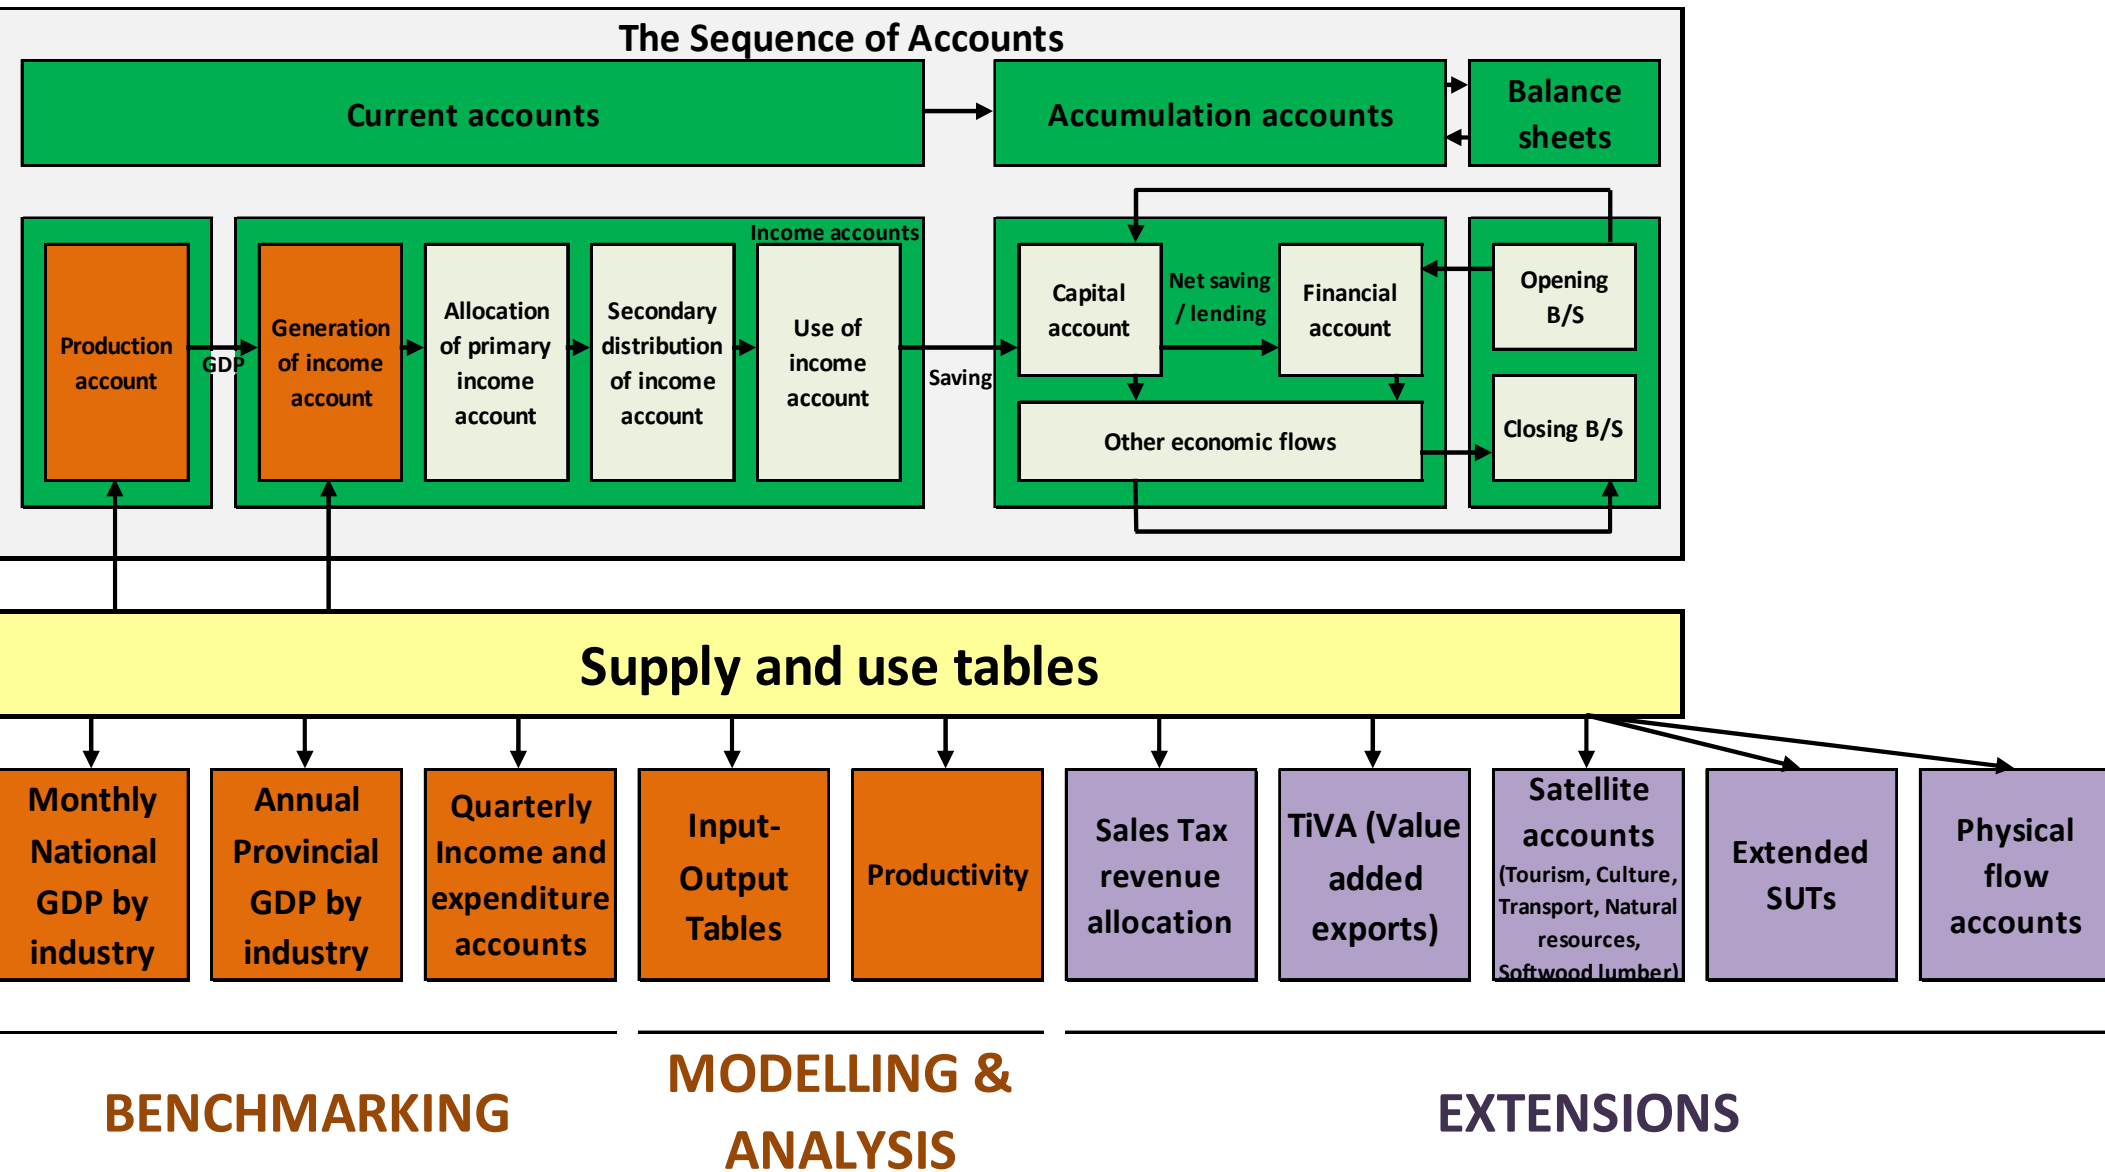 The Sequence of Accounts
Current accounts
Accumulation accounts
Balance
sheets
Income accounts
Production
account
GDP
Generation
of income
account
Allocation
of primary
income
account
Secondary
distribution
of income
account
Use of
income
account
Saving
Capital
account
Net saving
/ lending
Financial
account
Other economic flows
Opening
B/S
Closing B/S
Supply and use tables
Monthly
National
GDP by
industry
Annual
Provincial
GDP by
industry
Quarterly
Income and
expenditure
accounts
Input-
Output
Tables
Productivity
Sales Tax
revenue
allocation
TiVA (Value
added
exports)
Satellite
accounts
(Tourism, Culture,
Transport, Natural
resources,
Softwood lumber)
Extended
SUTs
Physical
flow
accounts
BENCHMARKING
MODELLING &
ANALYSIS
EXTENSIONS